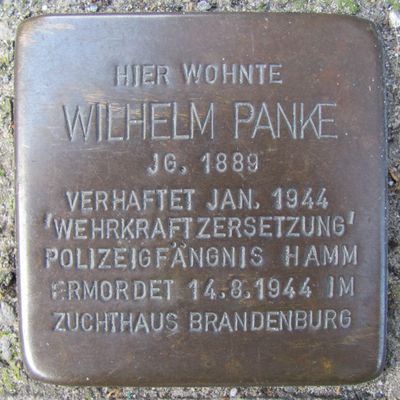 HIER WOHNTE
WILHELM PANKE
JG. 1889
VERHAFTET JAN. 1944
'WEHRKRAFTZERSETZUNG'
POLIZEIGFÄNGNIS HAMM
ERMORDET 14.8.1944 IM
ZUCHTHAUS BRANDENBURG